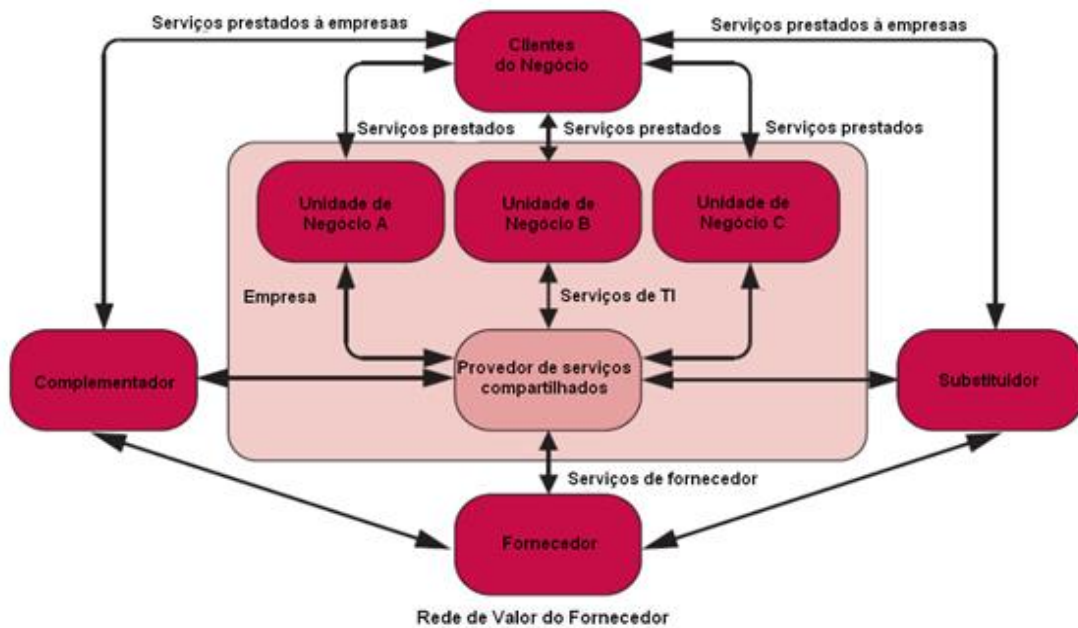 Serviços prestados à empresas
Serviços prestados à empresas
Clientes
do Negócio
Serviços prestados
Serviços prestados
Serviços prestados
Unidade de
Negócio A
Unidade de
Negócio B
Unidade de
Negócio C
Empresa
Serviços de TI
Complementador
Provedor de serviços
compartilhados
Substituidor
Serviços de fornecedor
Fornecedor
Rede de Valor do Fornecedor